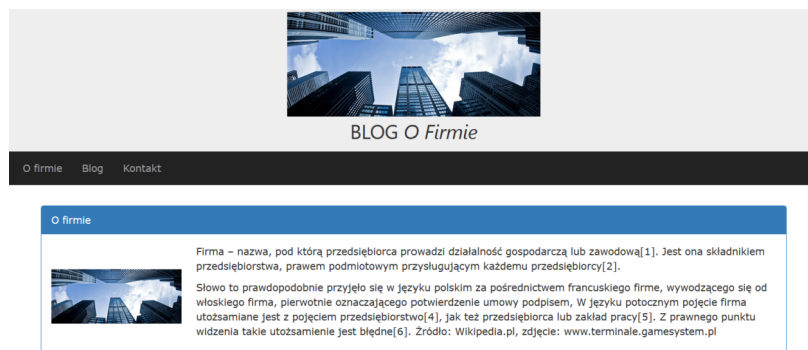 BLOG O Firmie
O firmie Blog Kontakt
O firmie
Firma – nazwa, pod którą przedsiębiorca prowadzi działalność gospodarczą lub zawodową[1]. Jest ona składnikiem
przedsiębiorstwa, prawem podmiotowym przysługującym każdemu przedsiębiorcy[2].
Słowo to prawdopodobnie przyjęło się w języku polskim za pośrednictwem francuskiego firme, wywodzącego się od
włoskiego firma, pierwotnie oznaczającego potwierdzenie umowy podpisem, W języku potocznym pojęcie firma
utożsamiane jest z pojęciem przedsiębiorstwo[4], jak też przedsiębiorca lub zakład pracy[5]. Z prawnego punktu
widzenia takie utożsamienie jest błędne[6]. Źródło: Wikipedia.pl, zdjęcie: www.terminale.gamesystem.pl